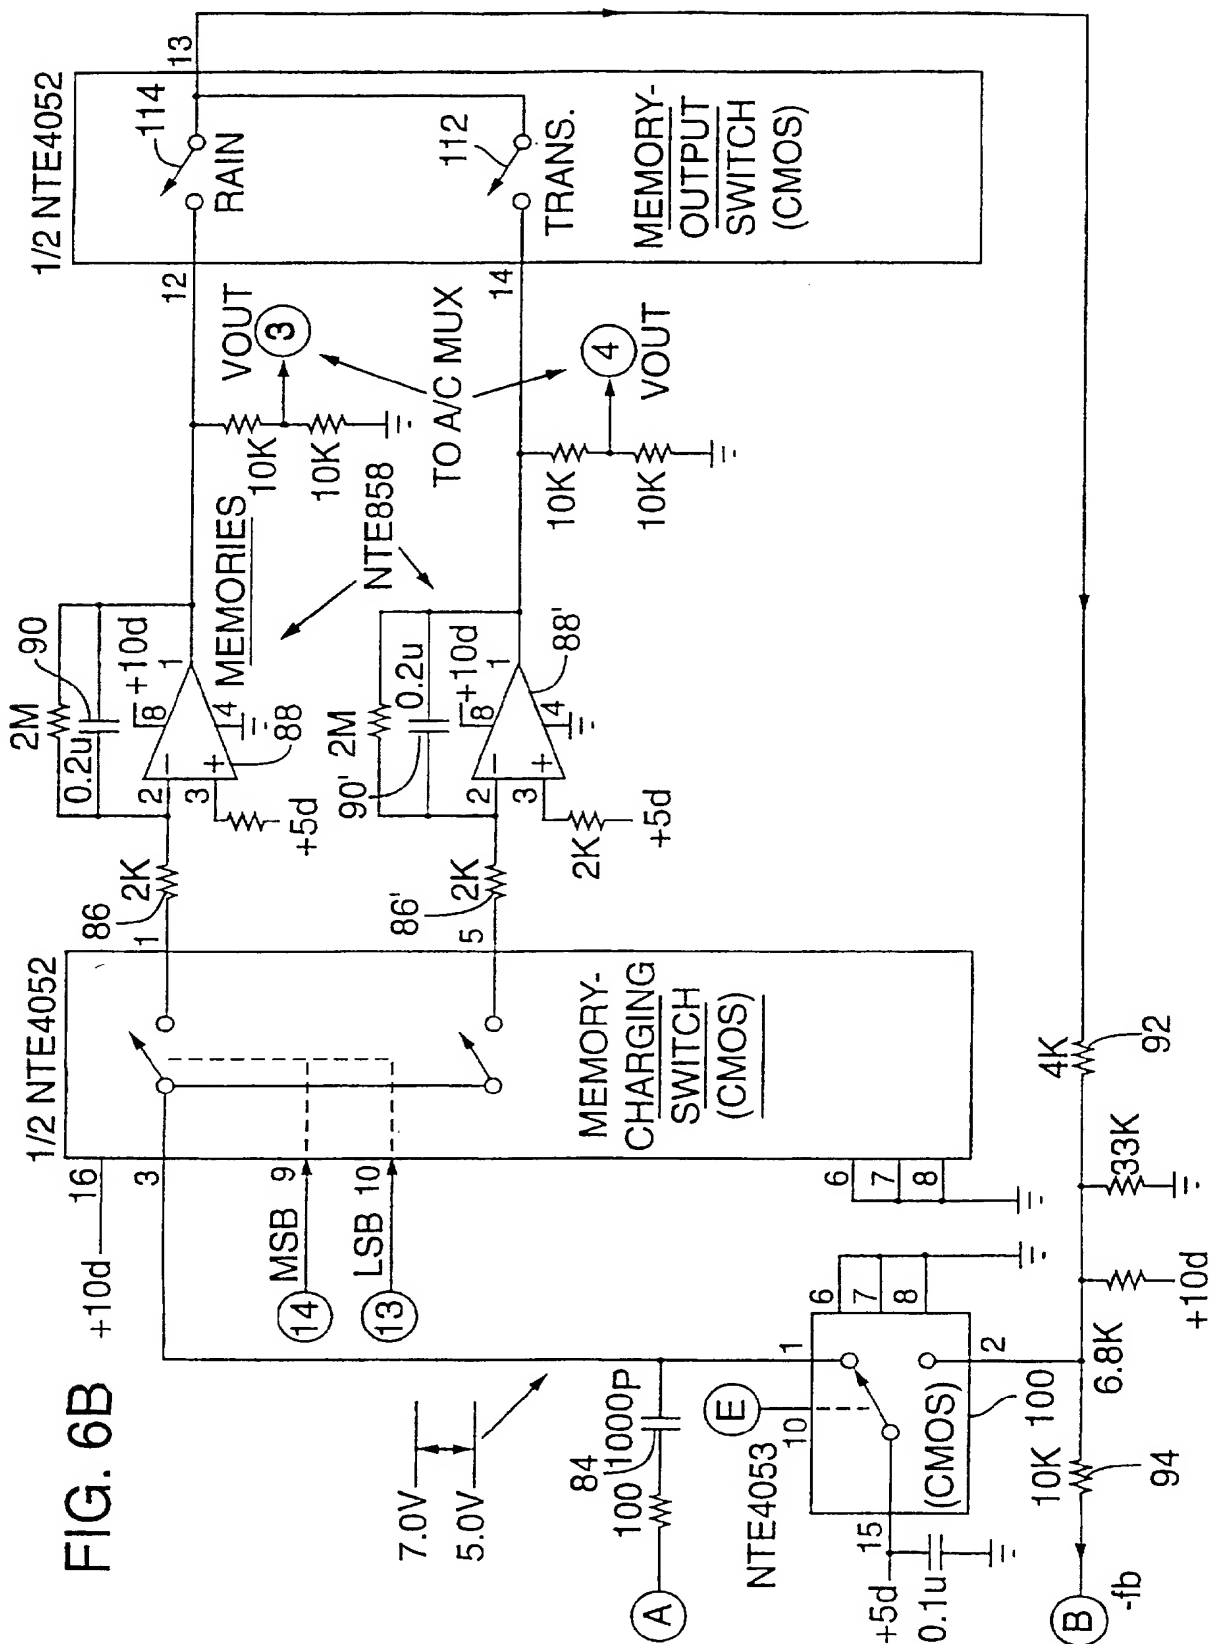 FIG. 6B
1/2 NTE4052
+10d
16
3
MSB
9
14
LSB
10
13
MEMORY-
CHARGING
SWITCH
(CMOS)
6
7
8
1
5
86
2K
86'
2K
2M
90
0.2u
2
3
8
+10d
1
4
88
+5d
MEMORIES
NTE858
90'
2M
0.2u
2
3
8
+10d
1
4
88'
2K
+5d
10K
10K
VOUT
3
TO A/C MUX
10K
10K
4
VOUT
1/2 NTE4052
12
13
14
114
RAIN
112
TRANS.
MEMORY-
OUTPUT
SWITCH
(CMOS)
7.0V
5.0V
A
100
84
1000P
E
NTE4053
10
1
6
7
8
15
+5d
0.1u
(CMOS)
2
100
B
-fb
10K
94
6.8K
+10d
33K
4K
92